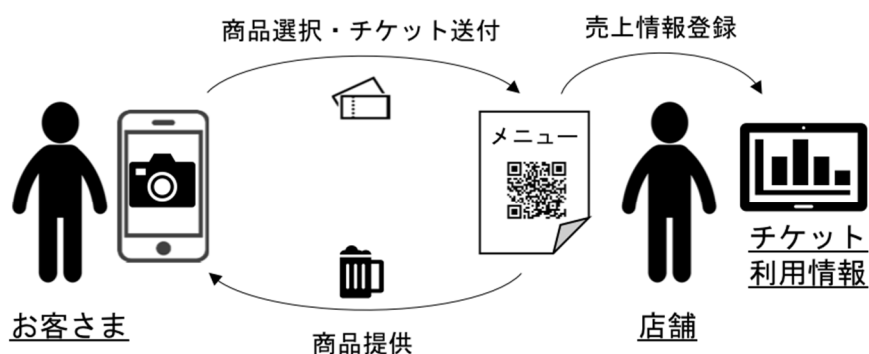 商品選択・チケット送付
売上情報登録
メニュー
チケット
利用情報
お客さま
店舗
商品提供